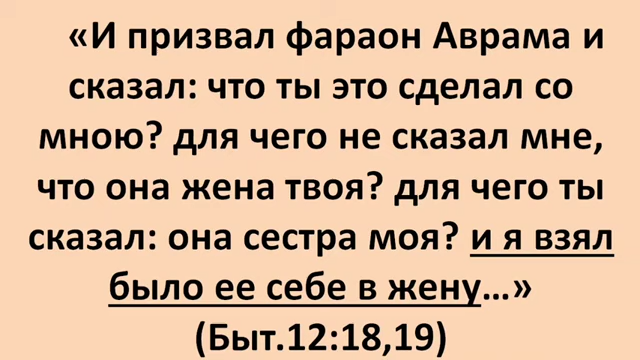 «И призвал фараон Аврама и
сказал: что ты это сделал со
мною? для чего не сказал мне,
что она жена твоя? для чего ты
сказал: она сестра моя? и я взял
было ее себе в жену…»
(Быт.12:18,19)